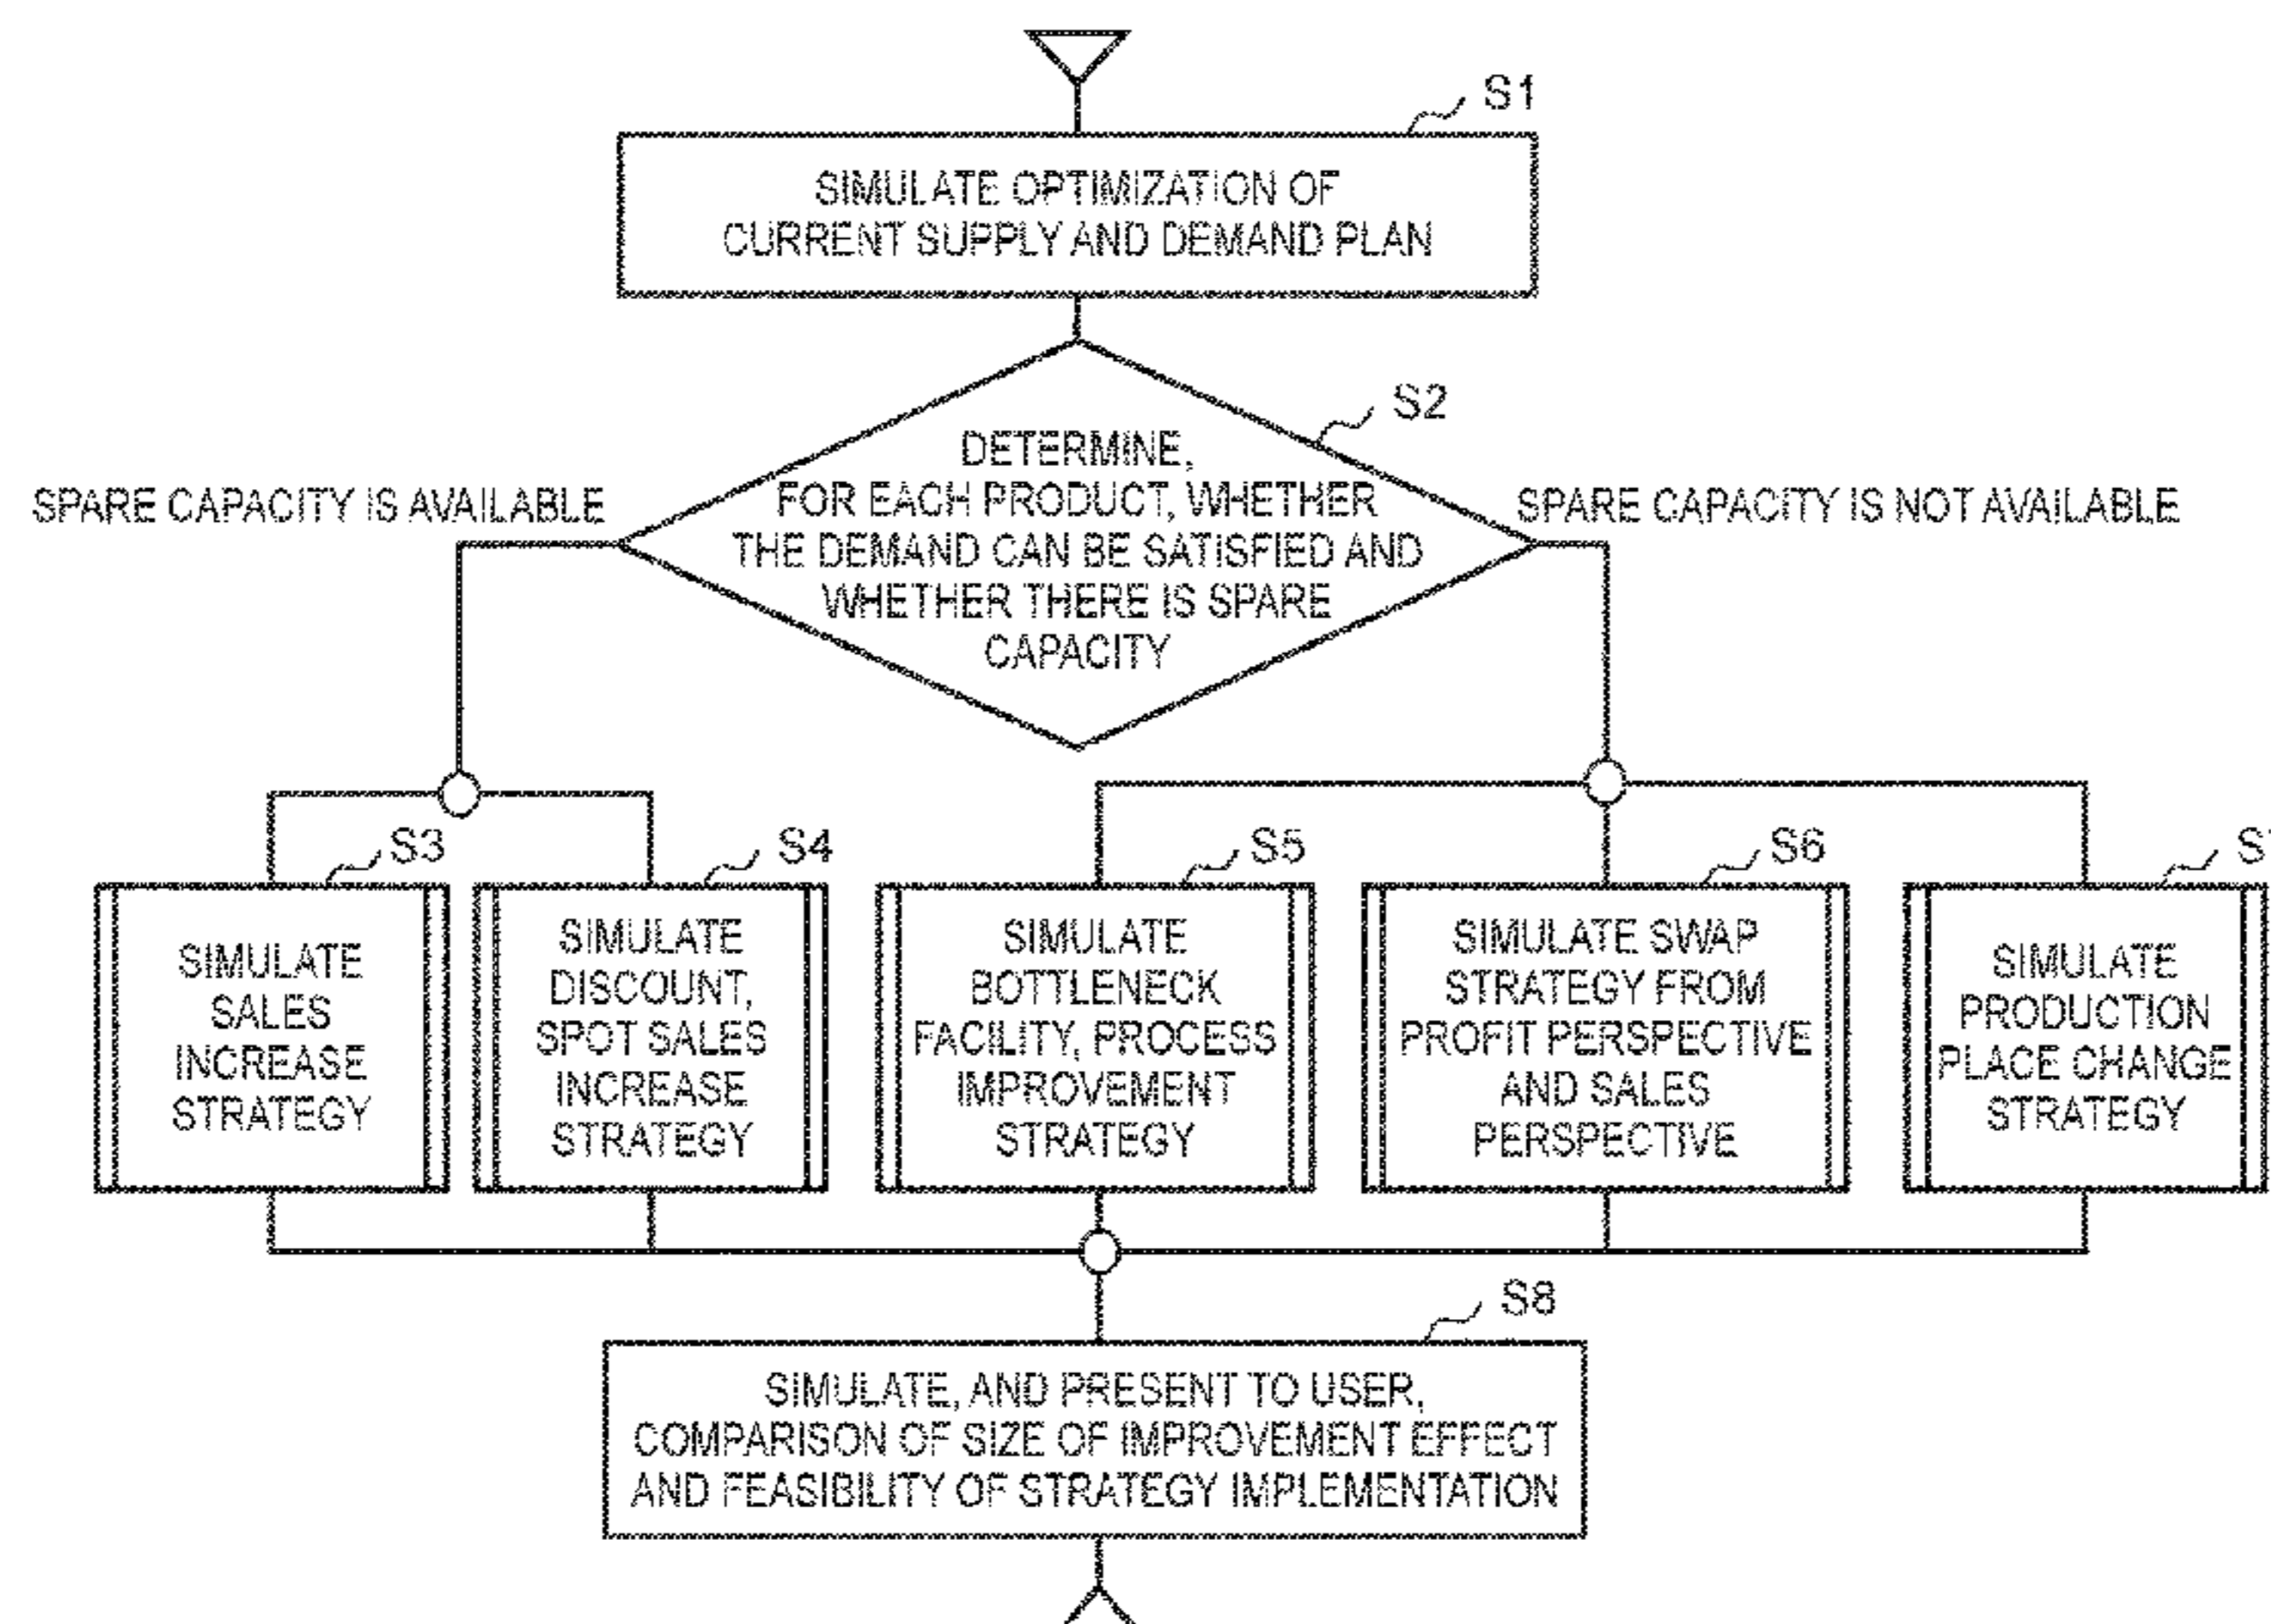 S1
SIMULATE OPTIMIZATION OF
CURRENT SUPPLY AND DEMAND PLAN
S2
DETERMINE,
FOR EACH PRODUCT, WHETHER
THE DEMAND CAN BE SATISFIED AND
WHETHER THERE IS SPARE
CAPACITY
SPARE CAPACITY IS AVAILABLE
SPARE CAPACITY IS NOT AVAILABLE
S3
SIMULATE
SALES
INCREASE
STRATEGY
S4
SIMULATE
DISCOUNT,
SPOT SALES
INCREASE
STRATEGY
S5
SIMULATE
BOTTLENECK
FACILITY, PROCESS
IMPROVEMENT
STRATEGY
S6
SIMULATE SWAP
STRATEGY FROM
PROFIT PERSPECTIVE
AND SALES
PERSPECTIVE
SIMULATE
PRODUCTION
PLACE CHANGE
STRATEGY
S8
SIMULATE, AND PRESENT TO USER,
COMPARISON OF SIZE OF IMPROVEMENT EFFECT
AND FEASIBILITY OF STRATEGY IMPLEMENTATION